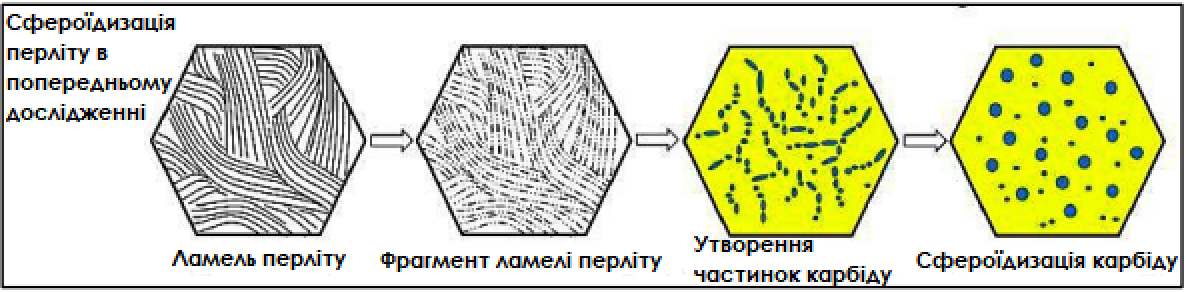 Сфероїдизація
перліту в
попередньому
дослідженні
Ламель перліту
Фрагмент ламелі перліту
Утворення
частинок карбіду
Сфероїдизація карбіду